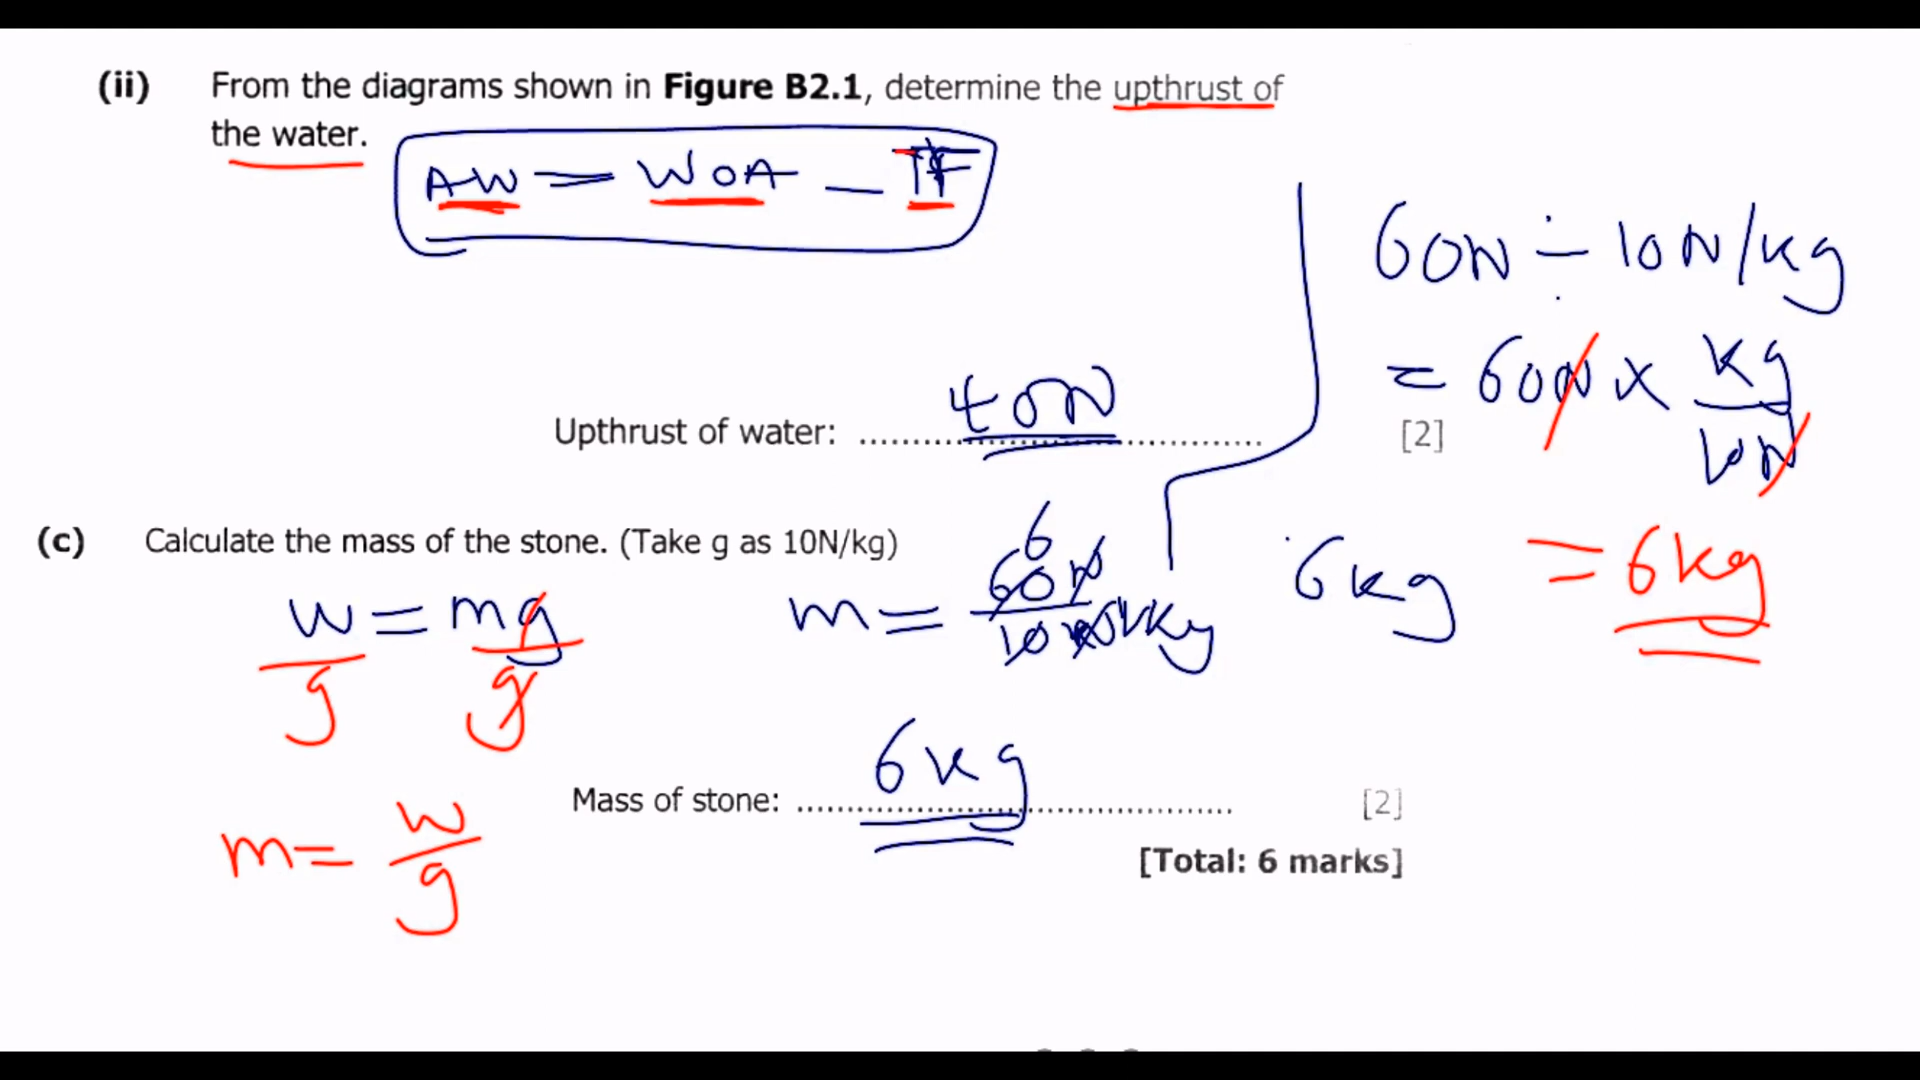 (ii) From the diagrams shown in Figure B2.1, determine the upthrust of
the water.
AW = WOA -
60N ÷ 10N/kg
= 60N x kg
10N
= 6kg
Upthrust of water: .......... 40N .......... [2]
(c) Calculate the mass of the stone. (Take g as 10N/kg)
w = mg
g g
m = w
g
m = 60N
6
10N/kg
6kg
Mass of stone: .......... 6kg .......... [2]
[Total: 6 marks]